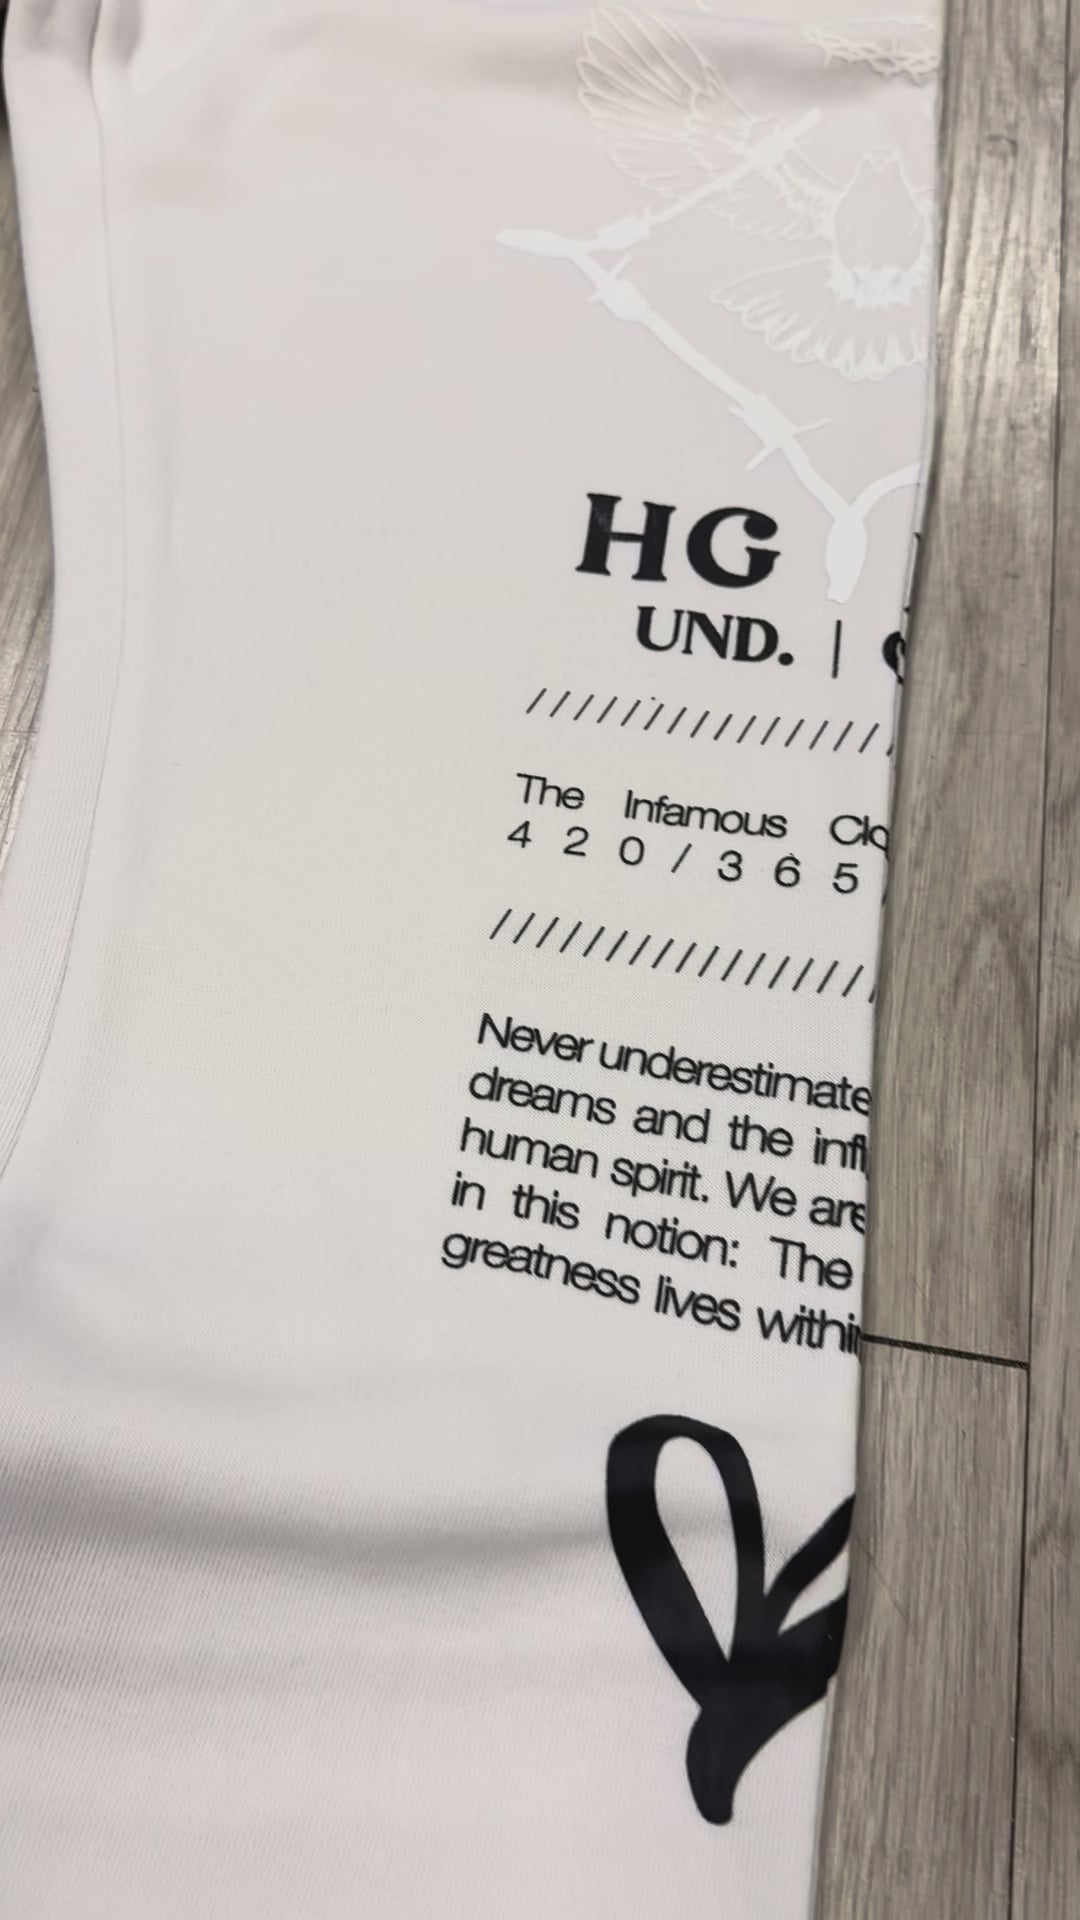 HG
UND. |
///////////////
The Infamous
4 2 0 / 3 6 5
////////////////
Never underestimate
dreams and the
human spirit. We are
in this notion: The
greatness lives within